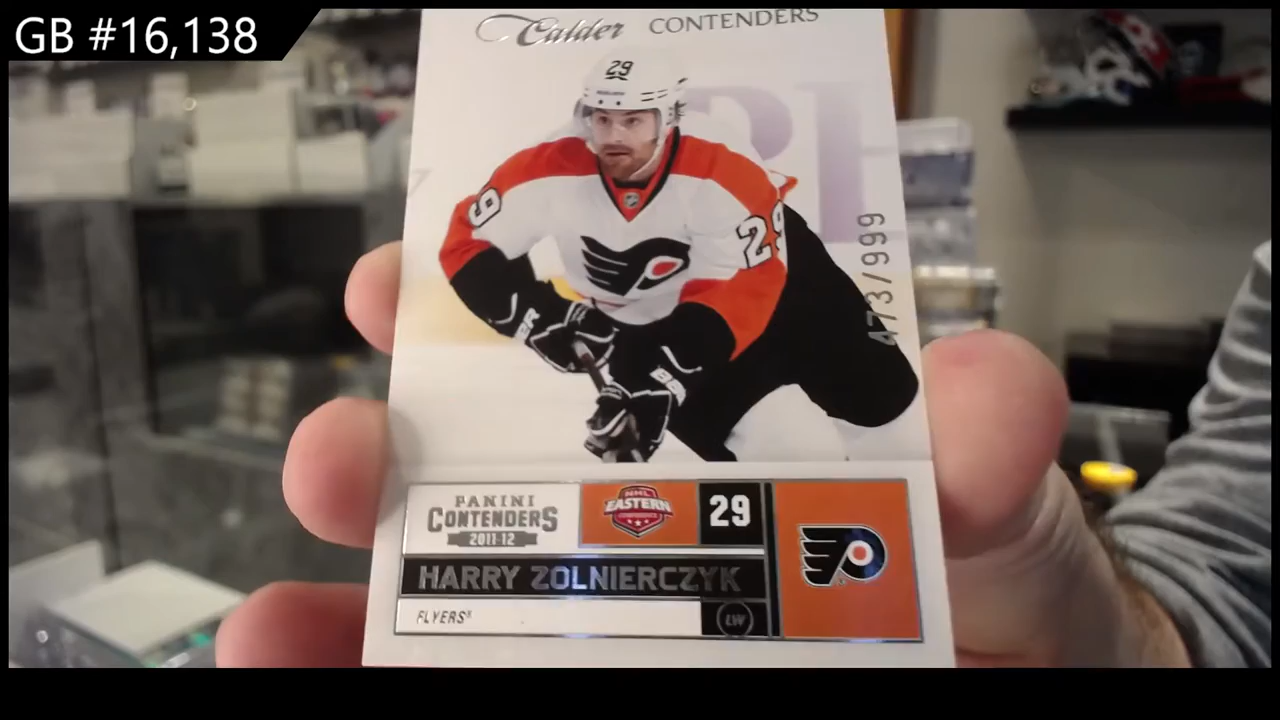 GB #16,138
Calder CONTENDERS
29
29
29
473/999
PANINI
CONTENDERS
2011-12
NHL
EASTERN
CONFERENCE
29
HARRY ZOLNIERCZYK
FLYERS
LW